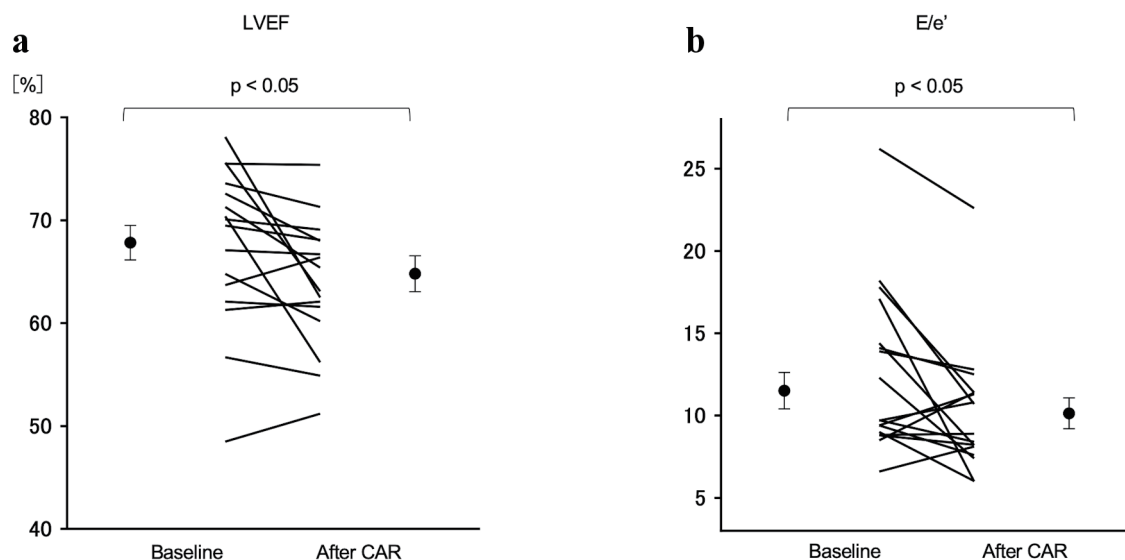 a
LVEF
[%]
p < 0.05
80
70
60
50
40
Baseline
After CAR
b
E/e’
p < 0.05
25
20
15
10
5
Baseline
After CAR